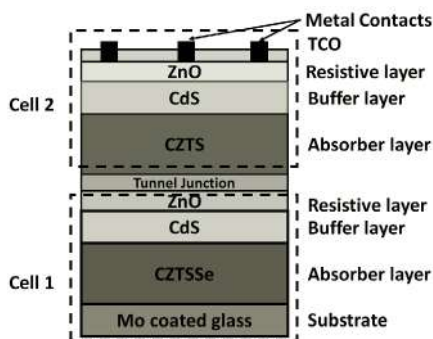 Metal Contacts
TCO
ZnO Resistive layer
CdS Buffer layer
Cell 2
CZTS Absorber layer
Tunnel Junction
ZnO Resistive layer
CdS Buffer layer
Cell 1
CZTSSe Absorber layer
Mo coated glass Substrate